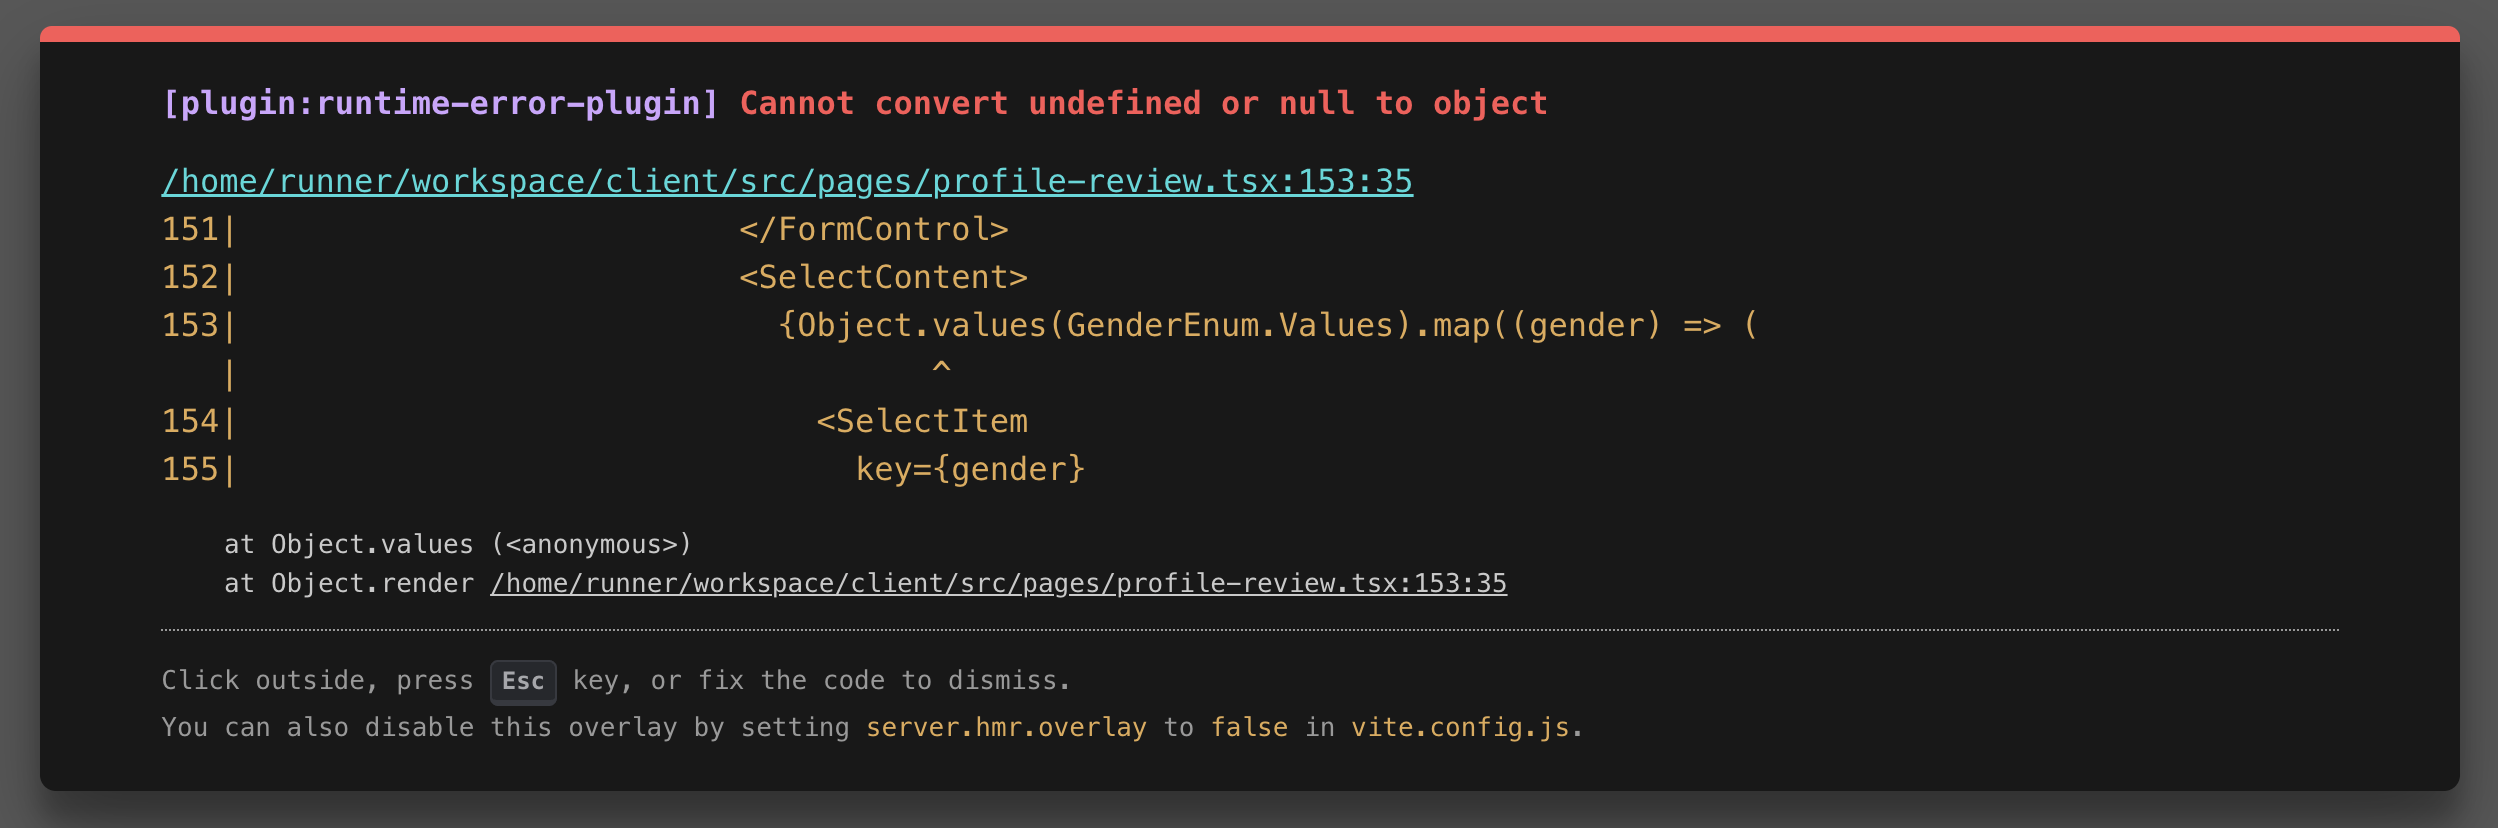 [plugin:runtime-error-plugin] Cannot convert undefined or null to object
/home/runner/workspace/client/src/pages/profile-review.tsx:153:35
151|                          </FormControl>
152|                          <SelectContent>
153|                            {Object.values(GenderEnum.Values).map((gender) => (
   |                                    ^
154|                              <SelectItem
155|                                key={gender}
at Object.values (<anonymous>)
at Object.render /home/runner/workspace/client/src/pages/profile-review.tsx:153:35
Click outside, press Esc key, or fix the code to dismiss.
You can also disable this overlay by setting server.hmr.overlay to false in vite.config.js.